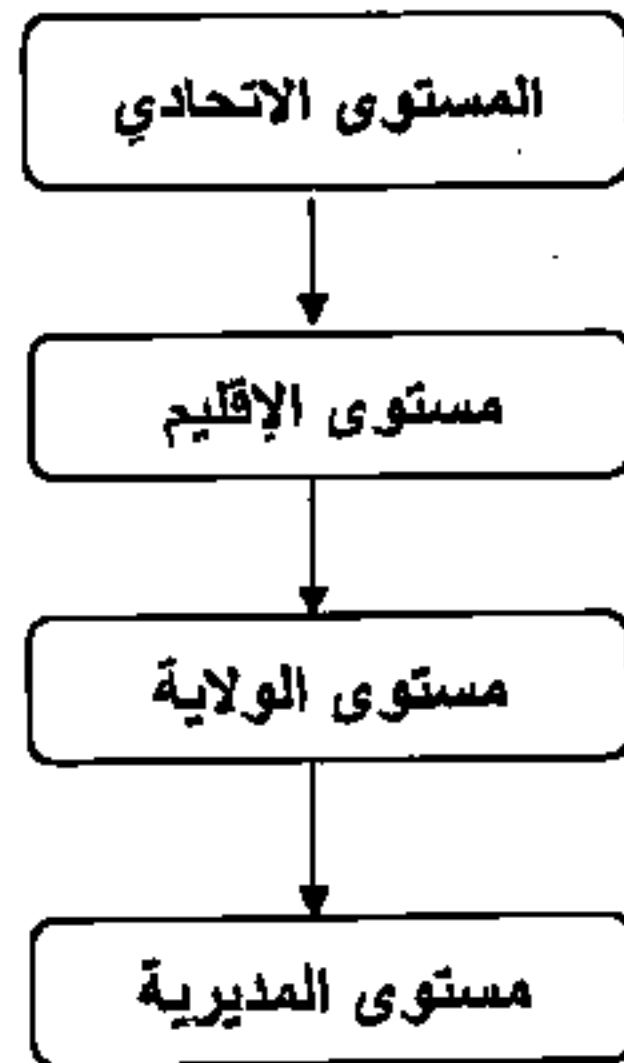 المستوى الاتحادي
مستوى الإقليم
مستوى الولاية
مستوى المديرية